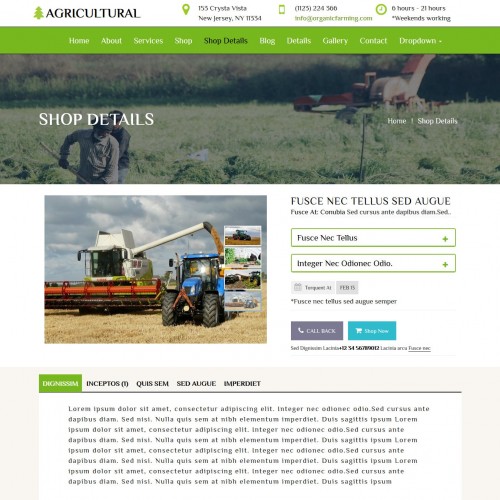 AGRICULTURAL
155 Crysta Vista
New Jersey, NY 11334
(1125) 224 566
info@organicfarming.com
6 hours - 21 hours
*Weekends working
Home About Services Shop Shop Details Blog Details Gallery Contact Dropdown
SHOP DETAILS
Home | Shop Details
FUSCE NEC TELLUS SED AUGUE
Fusce At: Conubia Sed cursus ante dapibus diam.Sed..
Fusce Nec Tellus +
Integer Nec Odionec Odio. +
Torquent At FEB 15
*Fusce nec tellus sed augue semper
CALL BACK Shop Now
Sed Dignissim Lacinia+12 34 56789012 Lacinia arcu Fusce nec
DIGNISSIM INCEPTOS (1) QUIS SEM SED AUGUE IMPERDIET
Lorem ipsum dolor sit amet, consectetur adipiscing elit. Integer nec odionec odio.Sed cursus ante
dapibus diam. Sed nisi. Nulla quis sem at nibh elementum imperdiet. Duis sagittis ipsum
Lorem ipsum dolor sit amet, consectetur adipiscing elit. Integer nec odionec odio.Sed cursus ante
dapibus diam. Sed nisi. Nulla quis sem at nibh elementum imperdiet. Duis sagittis ipsum
Lorem ipsum dolor sit amet, consectetur adipiscing elit. Integer nec odionec odio.Sed cursus ante
dapibus diam. Sed nisi. Nulla quis sem at nibh elementum imperdiet. Duis sagittis ipsum
Lorem ipsum dolor sit amet, consectetur adipiscing elit. Integer nec odionec odio.Sed cursus ante
dapibus diam. Sed nisi. Nulla quis sem at nibh elementum imperdiet. Duis sagittis ipsum